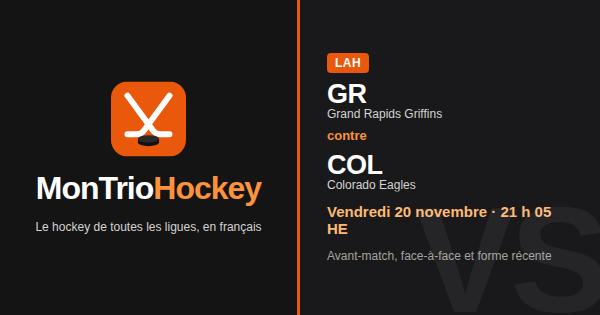 MonTrioHockey
Le hockey de toutes les ligues, en français
LAH
GR
Grand Rapids Griffins
contre
COL
Colorado Eagles
Vendredi 20 novembre · 21 h 05
HE
Avant-match, face-à-face et forme récente
VS